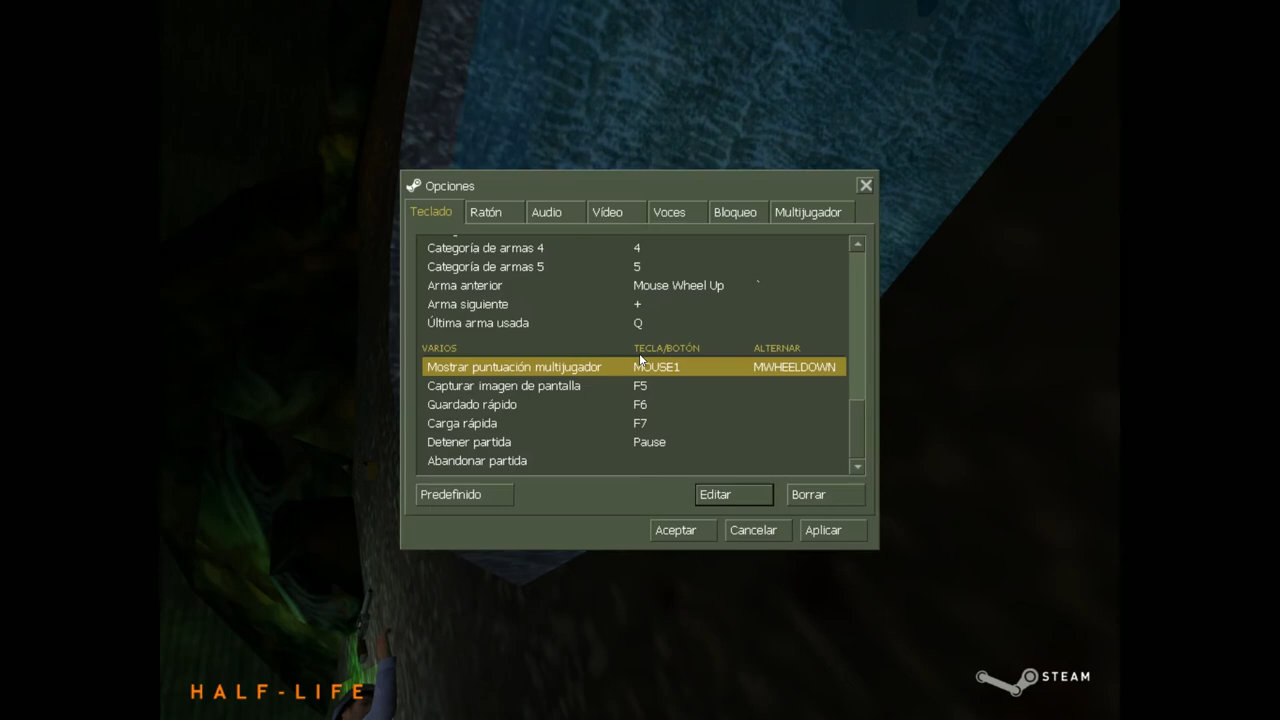 Opciones
Teclado Ratón Audio Vídeo Voces Bloqueo Multijugador
Categoría de armas 4 4
Categoría de armas 5 5
Arma anterior Mouse Wheel Up `
Arma siguiente +
Última arma usada Q
VARIOS TECLA/BOTÓN ALTERNAR
Mostrar puntuación multijugador MOUSE1 MWHEELDOWN
Capturar imagen de pantalla F5
Guardado rápido F6
Carga rápida F7
Detener partida Pause
Abandonar partida
Predefinido Editar Borrar
Aceptar Cancelar Aplicar
HALF-LIFE
STEAM